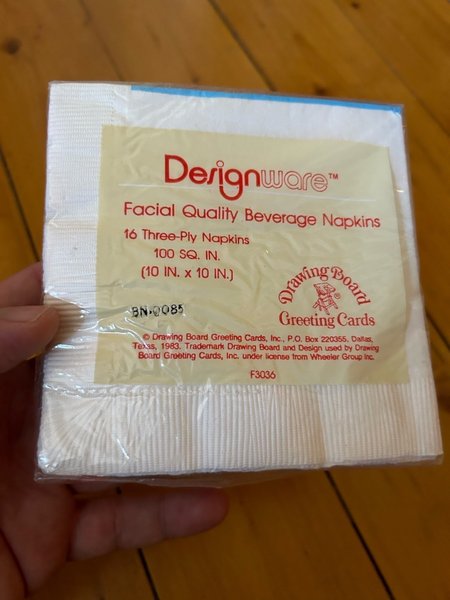 Designware™
Facial Quality Beverage Napkins
16 Three-Ply Napkins
100 SQ. IN.
(10 IN. x 10 IN.)
Drawing Board
Greeting Cards
BN-0085
© Drawing Board Greeting Cards, Inc., P.O. Box 220355, Dallas,
Texas, 1983. Trademark Drawing Board and Design used by Drawing
Board Greeting Cards, Inc. under license from Wheeler Group Inc.
F3036